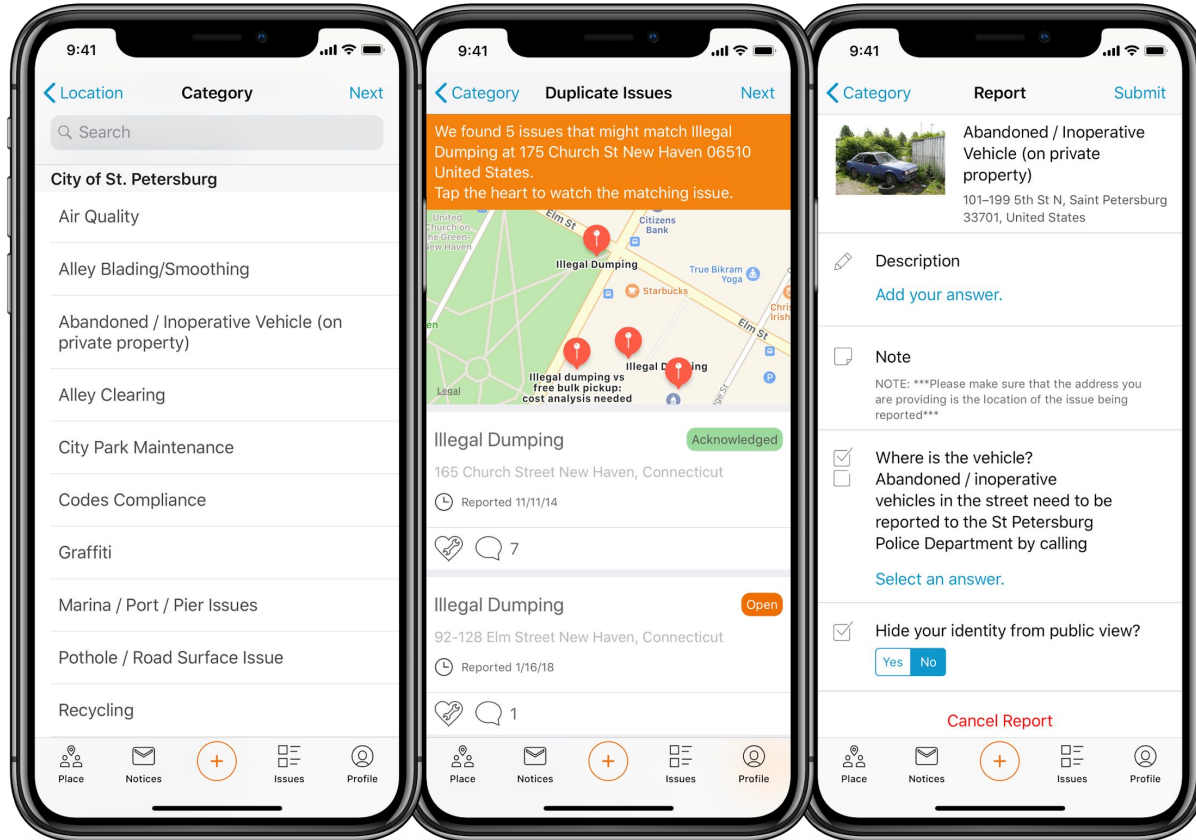 9:41
Location
Category
Next
Search
City of St. Petersburg
Air Quality
Alley Blading/Smoothing
Abandoned / Inoperative Vehicle (on
private property)
Alley Clearing
City Park Maintenance
Codes Compliance
Graffiti
Marina / Port / Pier Issues
Pothole / Road Surface Issue
Recycling
Place
Notices
Issues
Profile
9:41
Category
Duplicate Issues
Next
We found 5 issues that might match Illegal
Dumping at 175 Church St New Haven 06510
United States.
Tap the heart to watch the matching issue.
United
Church on
the Green-
New Haven
Elm St
Citizens
Bank
Illegal Dumping
True Bikram
Yoga
Starbucks
Elm St
Illegal dumping vs
free bulk pickup:
cost analysis needed
Legal
P
Illegal Dumping
Acknowledged
165 Church Street New Haven, Connecticut
Reported 11/11/14
7
Illegal Dumping
Open
92-128 Elm Street New Haven, Connecticut
Reported 1/16/18
1
Place
Notices
Issues
Profile
9:41
Category
Report
Submit
Abandoned / Inoperative
Vehicle (on private
property)
101–199 5th St N, Saint Petersburg
33701, United States
Description
Add your answer.
Note
NOTE: ***Please make sure that the address you
are providing is the location of the issue being
reported***
Where is the vehicle?
Abandoned / inoperative
vehicles in the street need to be
reported to the St Petersburg
Police Department by calling
Select an answer.
Hide your identity from public view?
Yes No
Cancel Report
Place
Notices
Issues
Profile